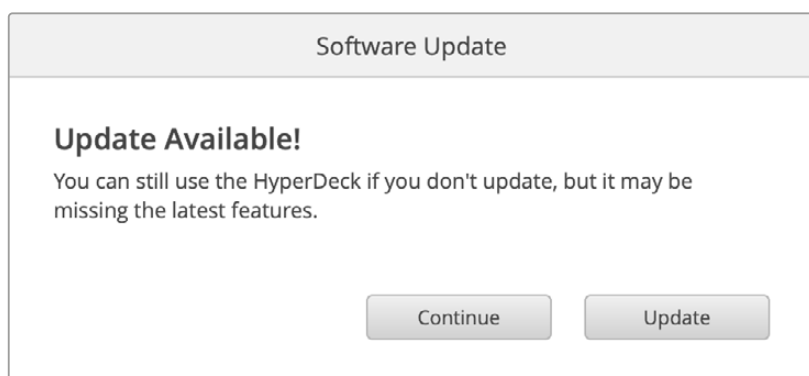 Software Update
Update Available!
You can still use the HyperDeck if you don't update, but it may be
missing the latest features.
Continue
Update